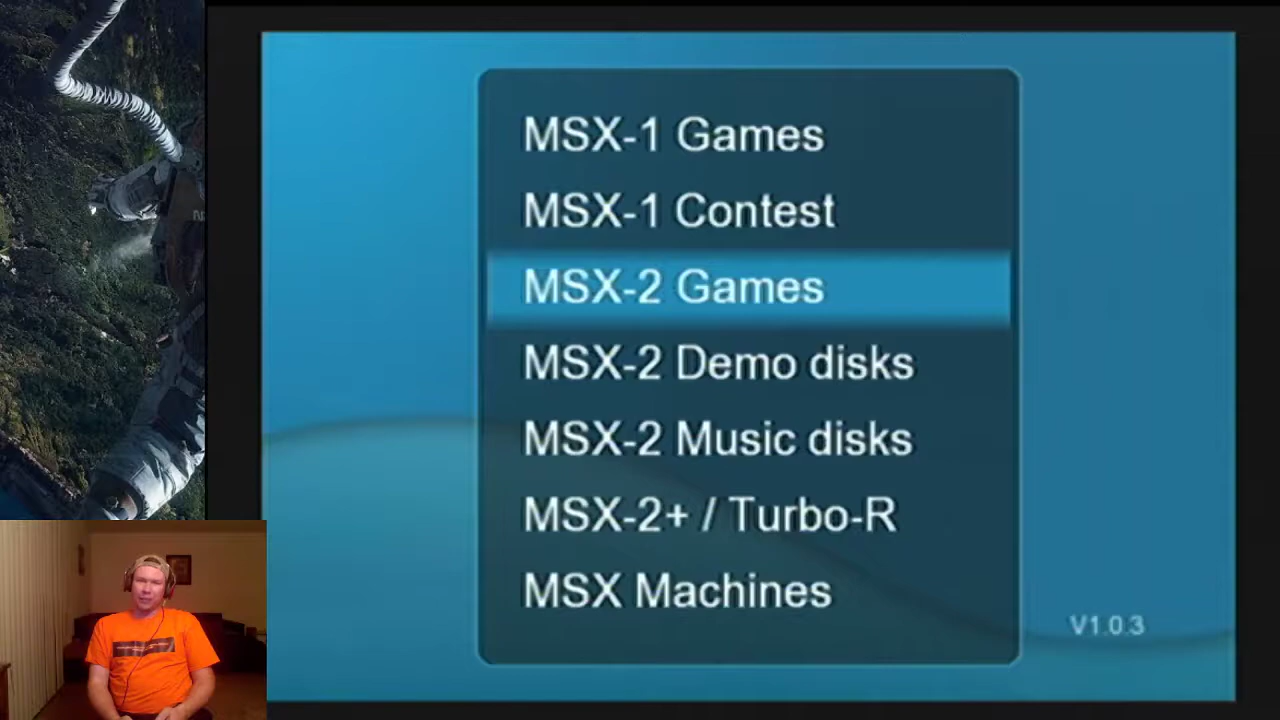 MSX-1 Games
MSX-1 Contest
MSX-2 Games
MSX-2 Demo disks
MSX-2 Music disks
MSX-2+ / Turbo-R
MSX Machines
V1.0.3